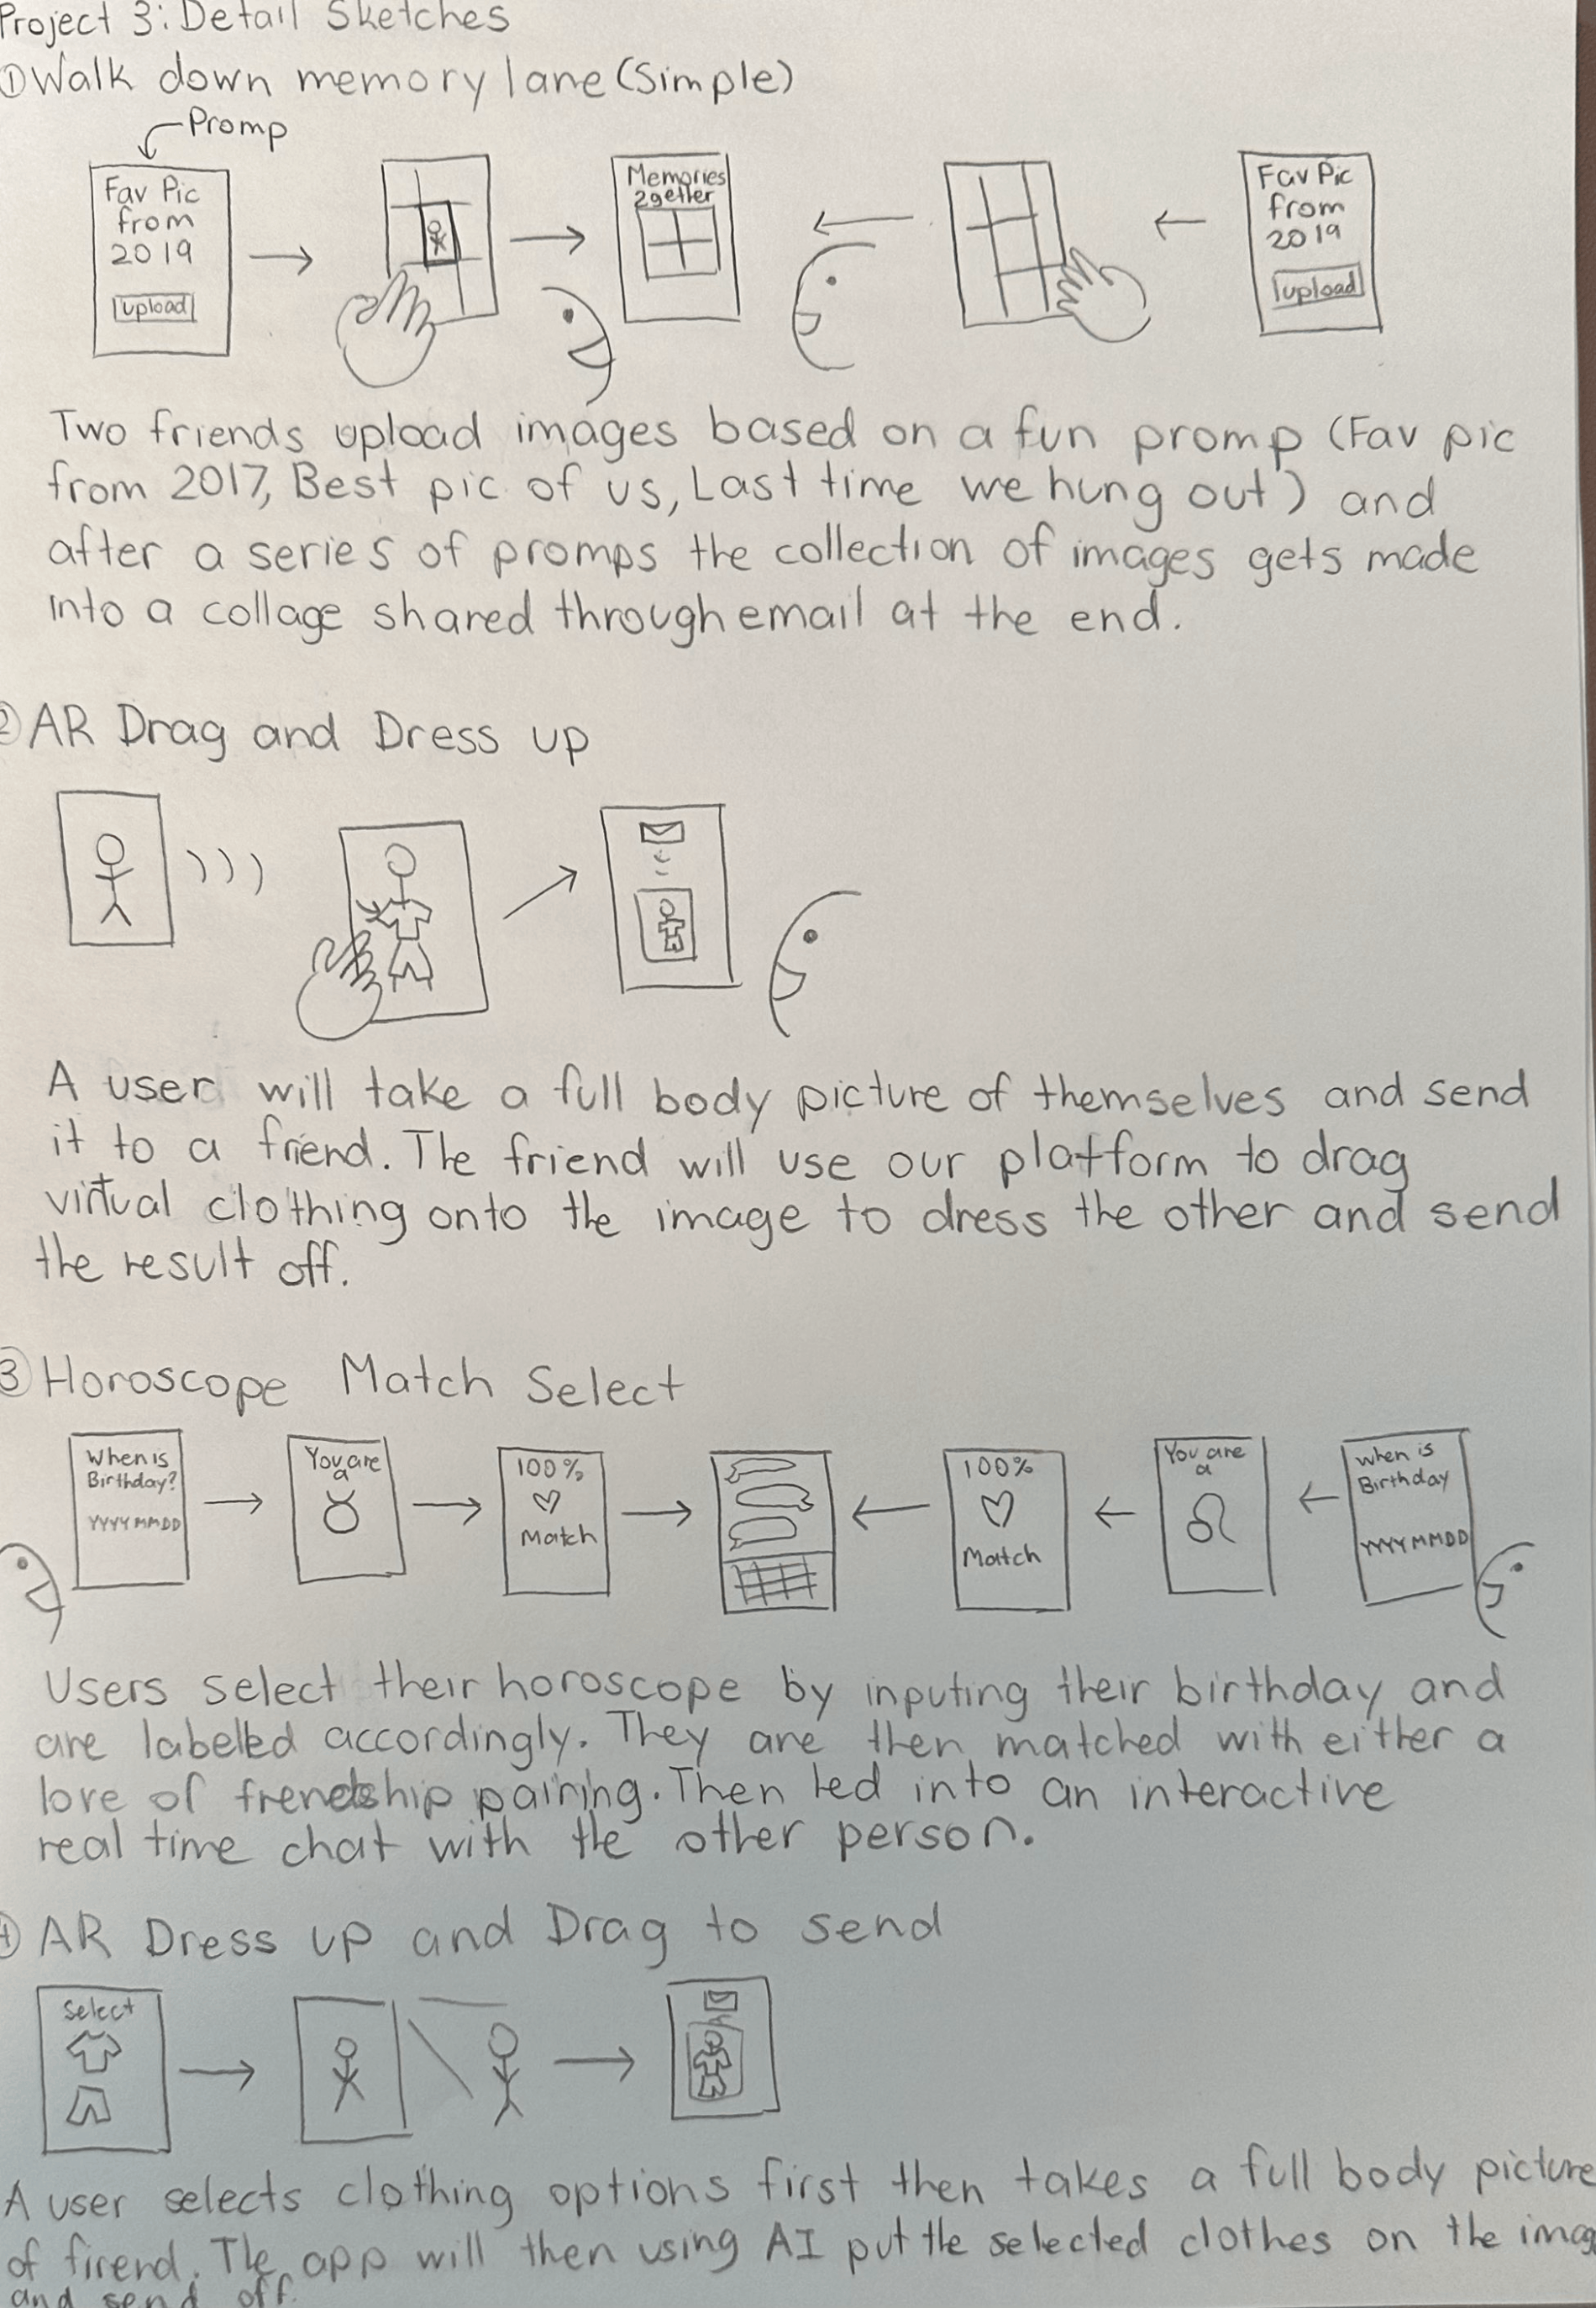 Project 3: Detail Sketches
① Walk down memory lane (Simple)
Promp
Fav Pic
from
2019
upload
Memories
2gether
Fav Pic
from
2019
upload
Two friends upload images based on a fun promp (Fav pic
from 2017, Best pic of us, Last time we hung out) and
after a series of promps the collection of images gets made
into a collage shared through email at the end.
② AR Drag and Dress up
A user will take a full body picture of themselves and send
it to a friend. The friend will use our platform to drag
virtual clothing onto the image to dress the other and send
the result off.
③ Horoscope Match Select
When is
Birthday?
YYYY MMDD
You are
a
♉
100%
Match
100%
Match
You are
a
♌
when is
Birthday
YYYY MMDD
Users select their horoscope by inputing their birthday and
are labelled accordingly. They are then matched with either a
love of frendship pairing. Then led into an interactive
real time chat with the other person.
④ AR Dress up and Drag to send
Select
A user selects clothing options first then takes a full body picture
of firend. The app will then using AI put the selected clothes on the imag
and send off.